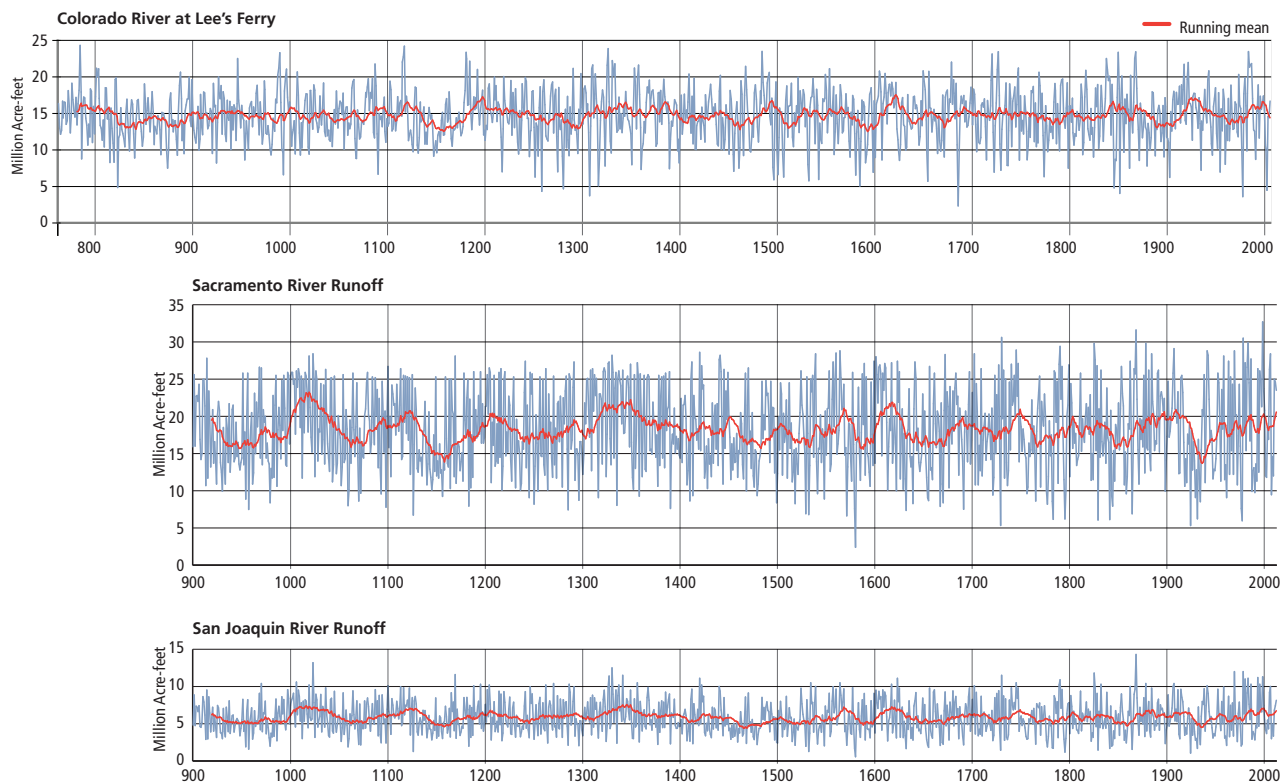 Colorado River at Lee's Ferry
Running mean
Million Acre-feet
25
20
15
10
5
0
800 900 1000 1100 1200 1300 1400 1500 1600 1700 1800 1900 2000
Sacramento River Runoff
Million Acre-feet
35
30
25
20
15
10
5
0
900 1000 1100 1200 1300 1400 1500 1600 1700 1800 1900 2000
San Joaquin River Runoff
Million Acre-feet
15
10
5
0
900 1000 1100 1200 1300 1400 1500 1600 1700 1800 1900 2000